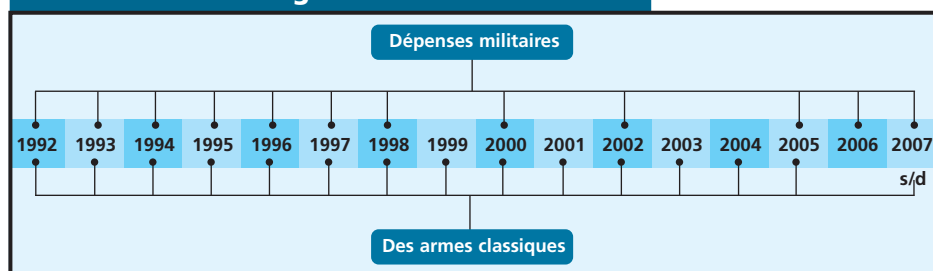 Dépenses militaires
1992 1993 1994 1995 1996 1997 1998 1999 2000 2001 2002 2003 2004 2005 2006 2007
s/d
Des armes classiques